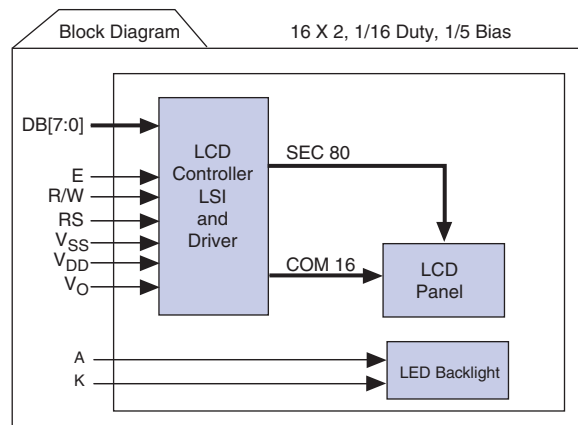 Block Diagram
16 X 2, 1/16 Duty, 1/5 Bias
DB[7:0]
E
R/W
RS
VSS
VDD
VO
LCD
Controller
LSI
and
Driver
SEC 80
COM 16
LCD
Panel
A
K
LED Backlight